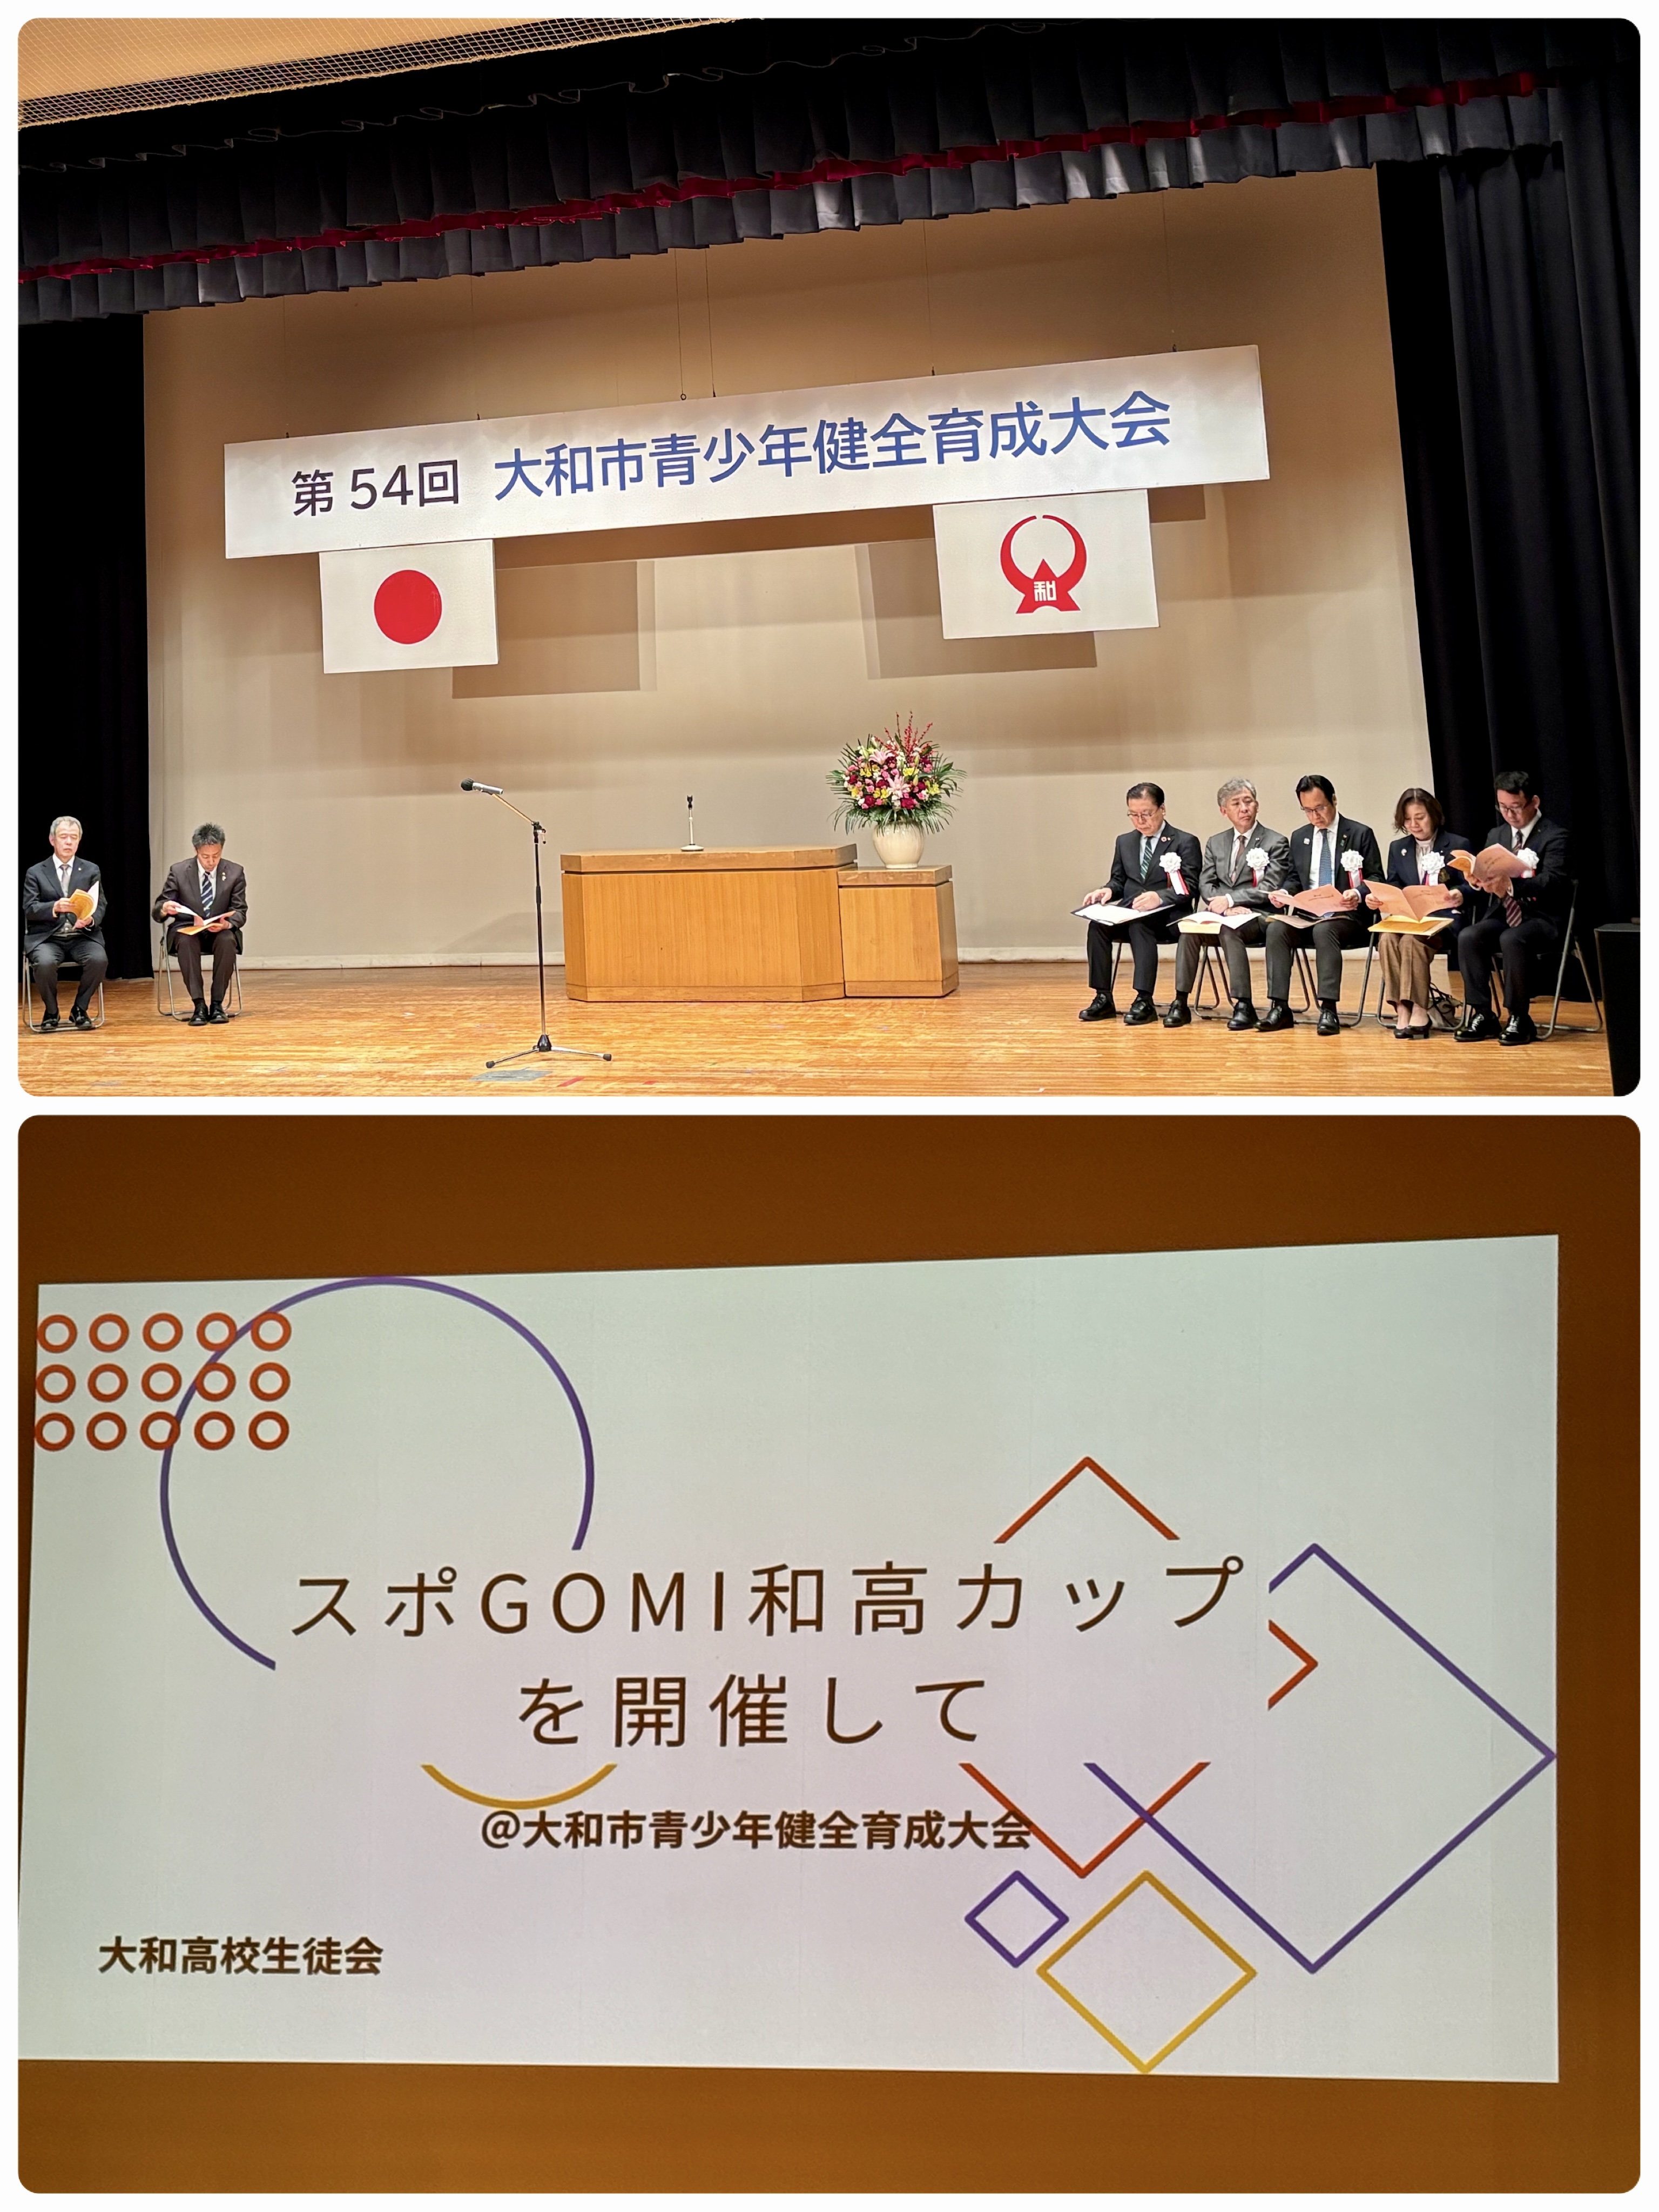 第54回 大和市青少年健全育成大会
和
スポGOMI和高カップ
を開催して
@大和市青少年健全育成大会
大和高校生徒会